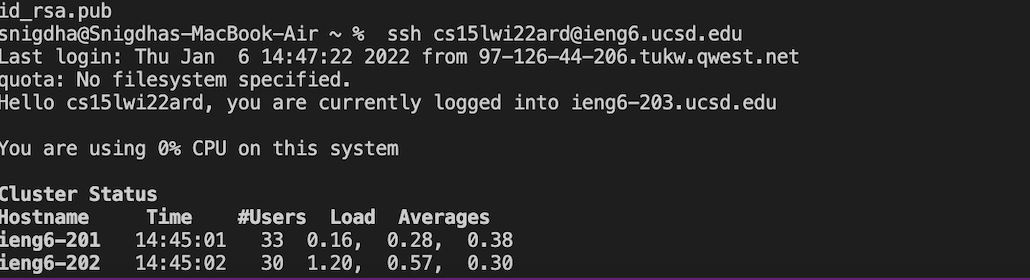 id_rsa.pub
snigdha@Snigdhas-MacBook-Air ~ %  ssh cs15lwi22ard@ieng6.ucsd.edu
Last login: Thu Jan  6 14:47:22 2022 from 97-126-44-206.tukw.qwest.net
quota: No filesystem specified.
Hello cs15lwi22ard, you are currently logged into ieng6-203.ucsd.edu
You are using 0% CPU on this system
Cluster Status
Hostname     Time    #Users  Load  Averages
ieng6-201   14:45:01   33  0.16,  0.28,  0.38
ieng6-202   14:45:02   30  1.20,  0.57,  0.30